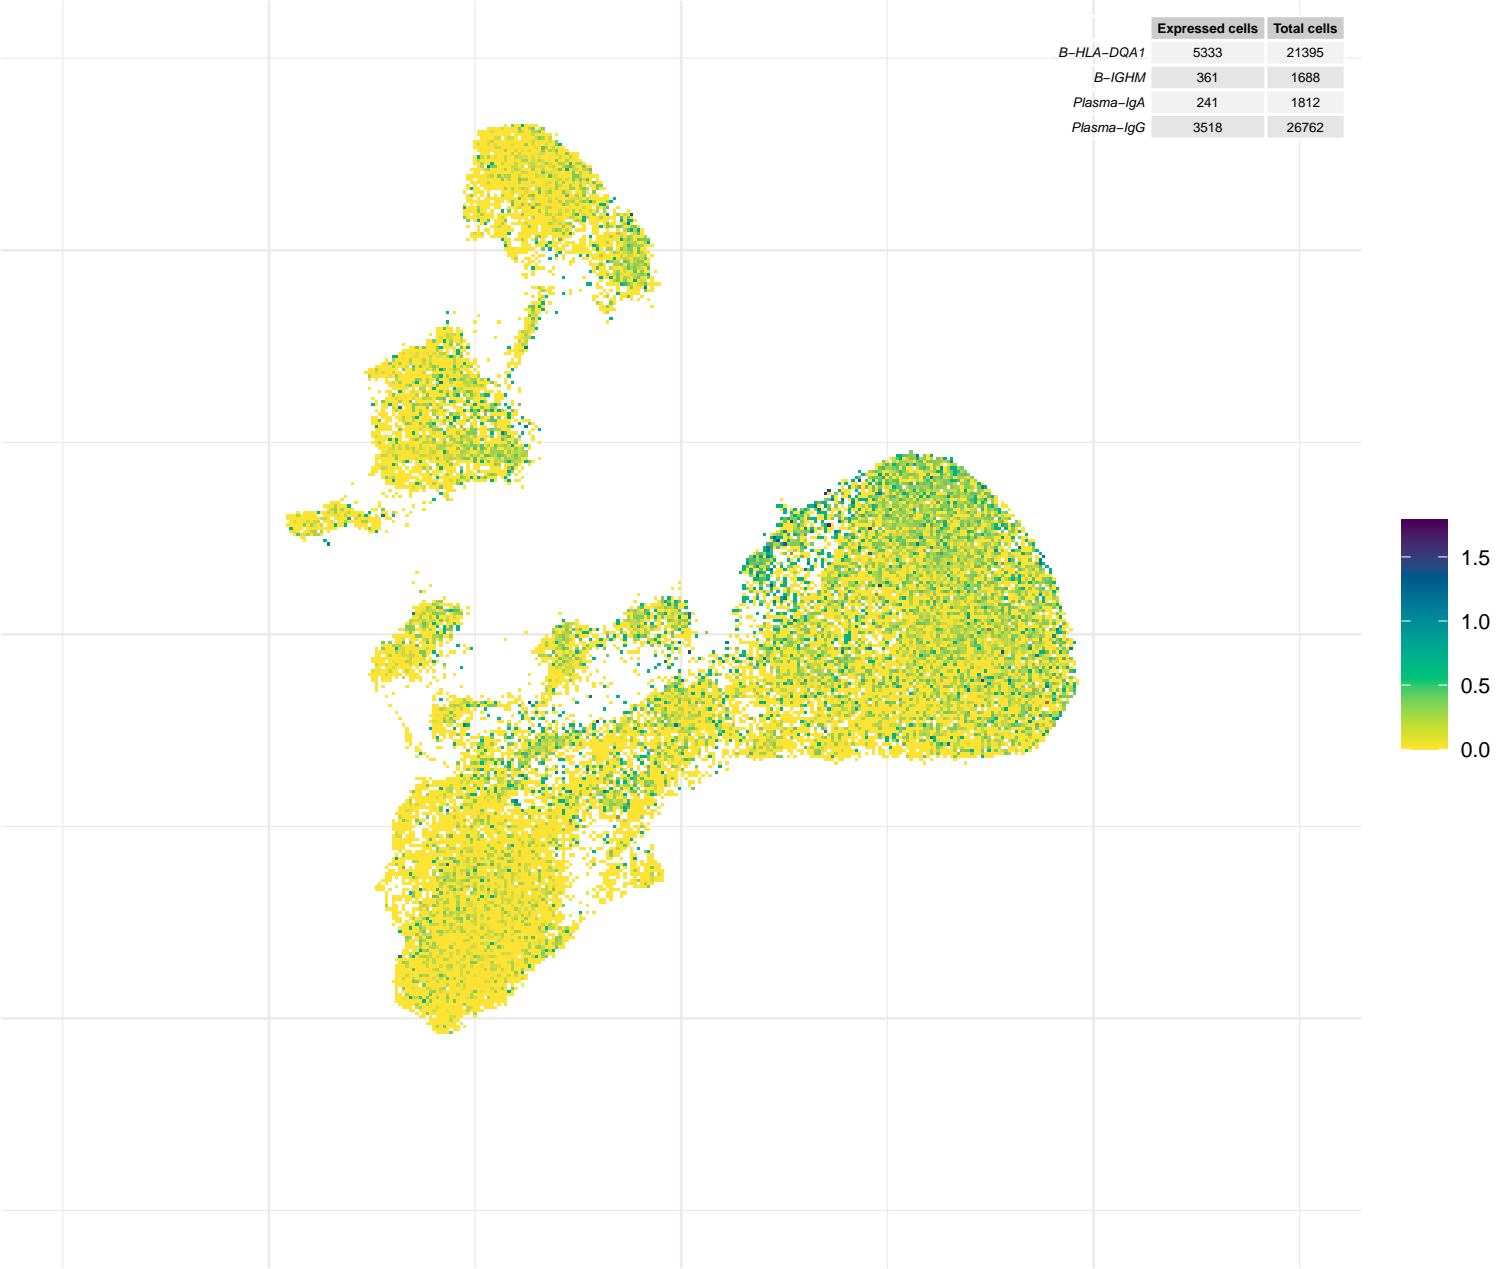 Expressed cells Total cells
B−HLA−DQA1 5333 21395
B−IGHM 361 1688
Plasma−IgA 241 1812
Plasma−IgG 3518 26762
1.5
1.0
0.5
0.0